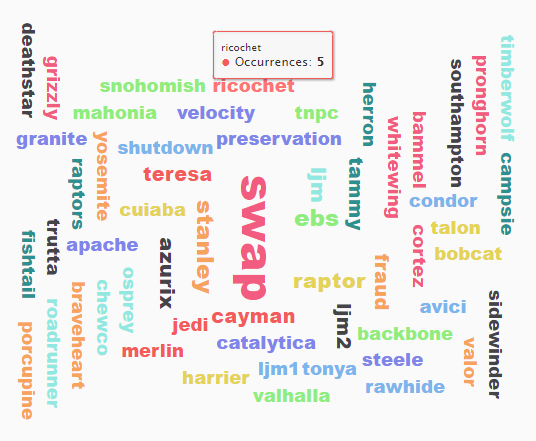 ricochet
● Occurrences: 5
deathstar
grizzly
snohomish
ricochet
timberwolf
pronghorn
southampton
mahonia
velocity
tnpc
herron
whitewing
bammel
granite
yosemite
shutdown
preservation
campsie
raptors
teresa
swap
ljm
tammy
condor
cuiaba
stanley
ebs
talon
fishtail
trutta
apache
azurix
cortez
bobcat
fraud
raptor
osprey
chewco
braveheart
roadrunner
porcupine
jedi
cayman
ljm2
avici
sidewinder
merlin
catalytica
backbone
valor
harrier
ljm1
tonya
steele
valhalla
rawhide